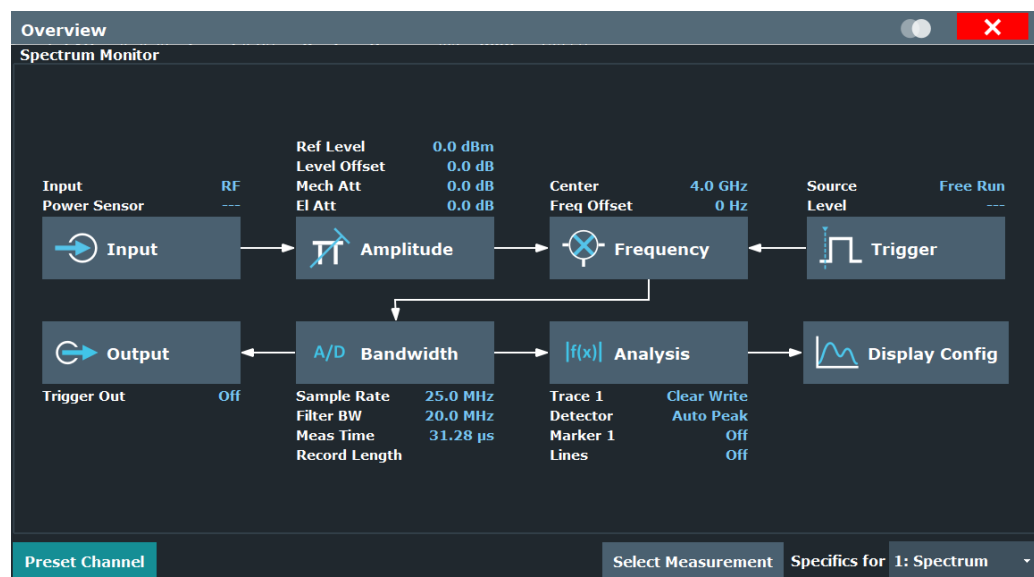 Overview
Spectrum Monitor
Ref Level 0.0 dBm
Level Offset 0.0 dB
Input RF Mech Att 0.0 dB Center 4.0 GHz Source Free Run
Power Sensor --- El Att 0.0 dB Freq Offset 0 Hz Level ---
Input Amplitude Frequency Trigger
Output A/D Bandwidth |f(x)| Analysis Display Config
Trigger Out Off Sample Rate 25.0 MHz Trace 1 Clear Write
Filter BW 20.0 MHz Detector Auto Peak
Meas Time 31.28 µs Marker 1 Off
Record Length Lines Off
Preset Channel Select Measurement Specifics for 1: Spectrum